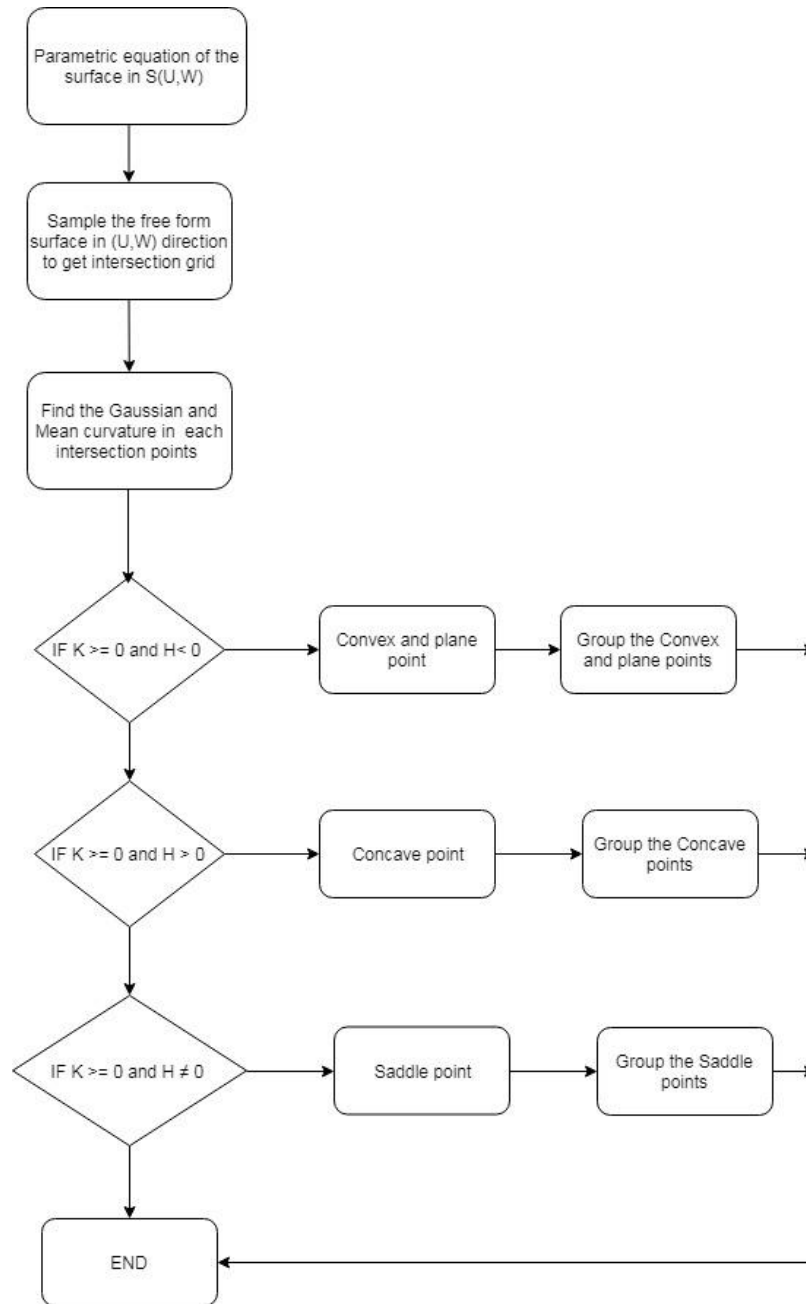 Parametric equation of the
surface in S(U,W)
Sample the free form
surface in (U,W) direction
to get intersection grid
Find the Gaussian and
Mean curvature in each
intersection points
IF K >= 0 and H< 0
Convex and plane
point
Group the Convex
and plane points
IF K >= 0 and H > 0
Concave point
Group the Concave
points
IF K >= 0 and H ≠ 0
Saddle point
Group the Saddle
points
END